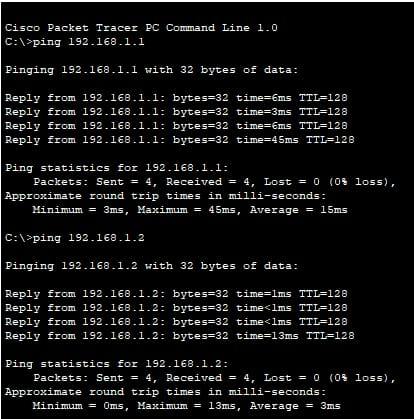 Cisco Packet Tracer PC Command Line 1.0
C:\>ping 192.168.1.1
Pinging 192.168.1.1 with 32 bytes of data:
Reply from 192.168.1.1: bytes=32 time=6ms TTL=128
Reply from 192.168.1.1: bytes=32 time=3ms TTL=128
Reply from 192.168.1.1: bytes=32 time=6ms TTL=128
Reply from 192.168.1.1: bytes=32 time=45ms TTL=128
Ping statistics for 192.168.1.1:
Packets: Sent = 4, Received = 4, Lost = 0 (0% loss),
Approximate round trip times in milli-seconds:
Minimum = 3ms, Maximum = 45ms, Average = 15ms
C:\>ping 192.168.1.2
Pinging 192.168.1.2 with 32 bytes of data:
Reply from 192.168.1.2: bytes=32 time=1ms TTL=128
Reply from 192.168.1.2: bytes=32 time<1ms TTL=128
Reply from 192.168.1.2: bytes=32 time<1ms TTL=128
Reply from 192.168.1.2: bytes=32 time=13ms TTL=128
Ping statistics for 192.168.1.2:
Packets: Sent = 4, Received = 4, Lost = 0 (0% loss),
Approximate round trip times in milli-seconds:
Minimum = 0ms, Maximum = 13ms, Average = 3ms